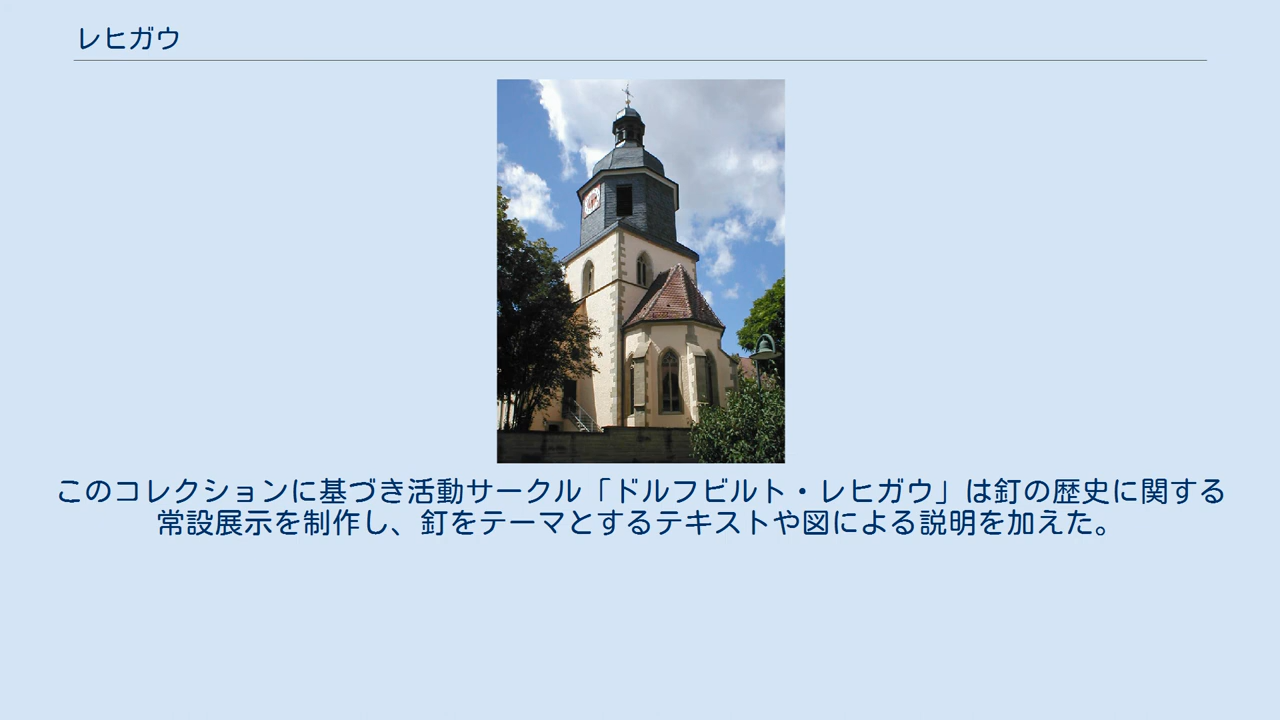 レヒガウ
このコレクションに基づき活動サークル「ドルフビルト・レヒガウ」は釘の歴史に関する
常設展示を制作し、釘をテーマとするテキストや図による説明を加えた。